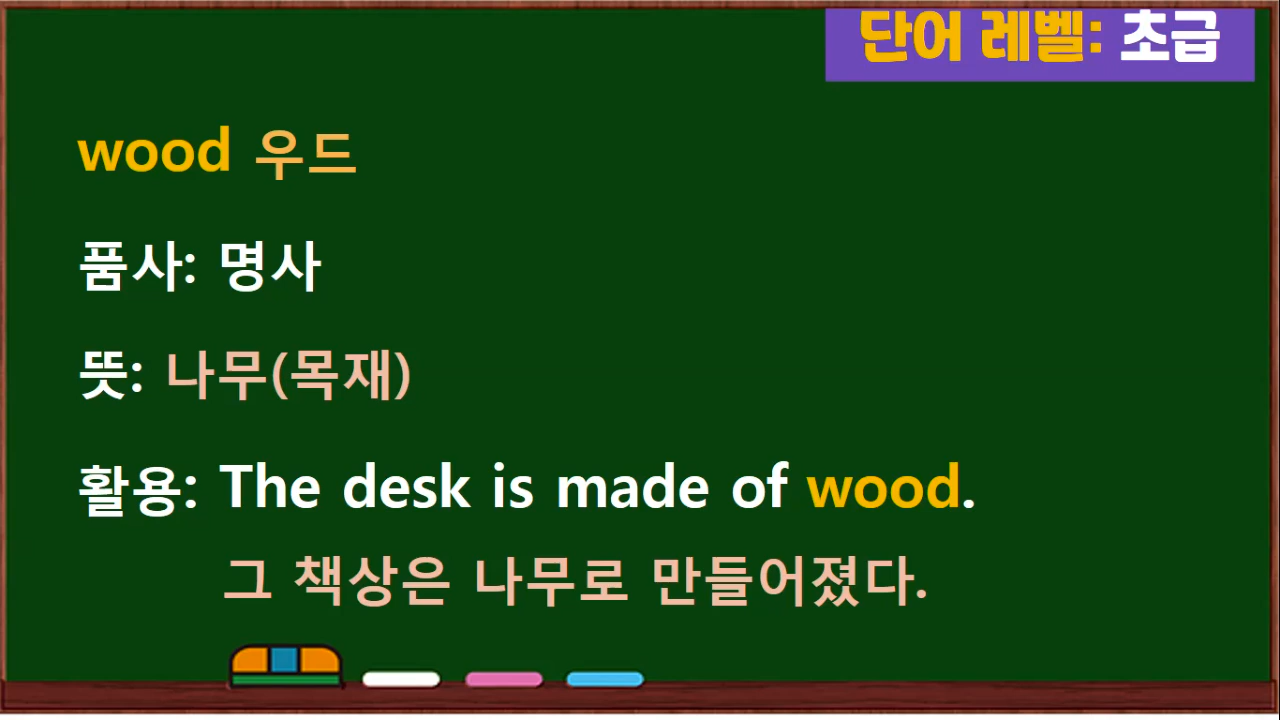 단어 레벨: 초급
wood 우드
품사: 명사
뜻: 나무(목재)
활용: The desk is made of wood.
그 책상은 나무로 만들어졌다.